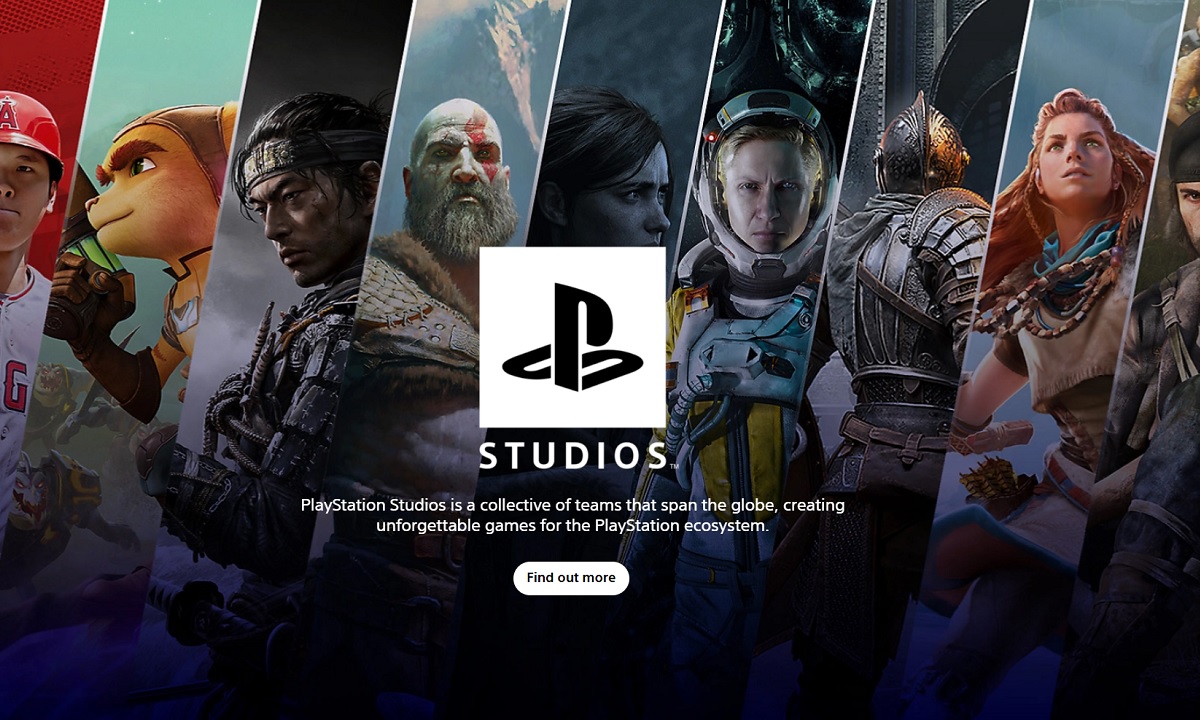 A
G
STUDIOS™
PlayStation Studios is a collective of teams that span the globe, creating
unforgettable games for the PlayStation ecosystem.
Find out more